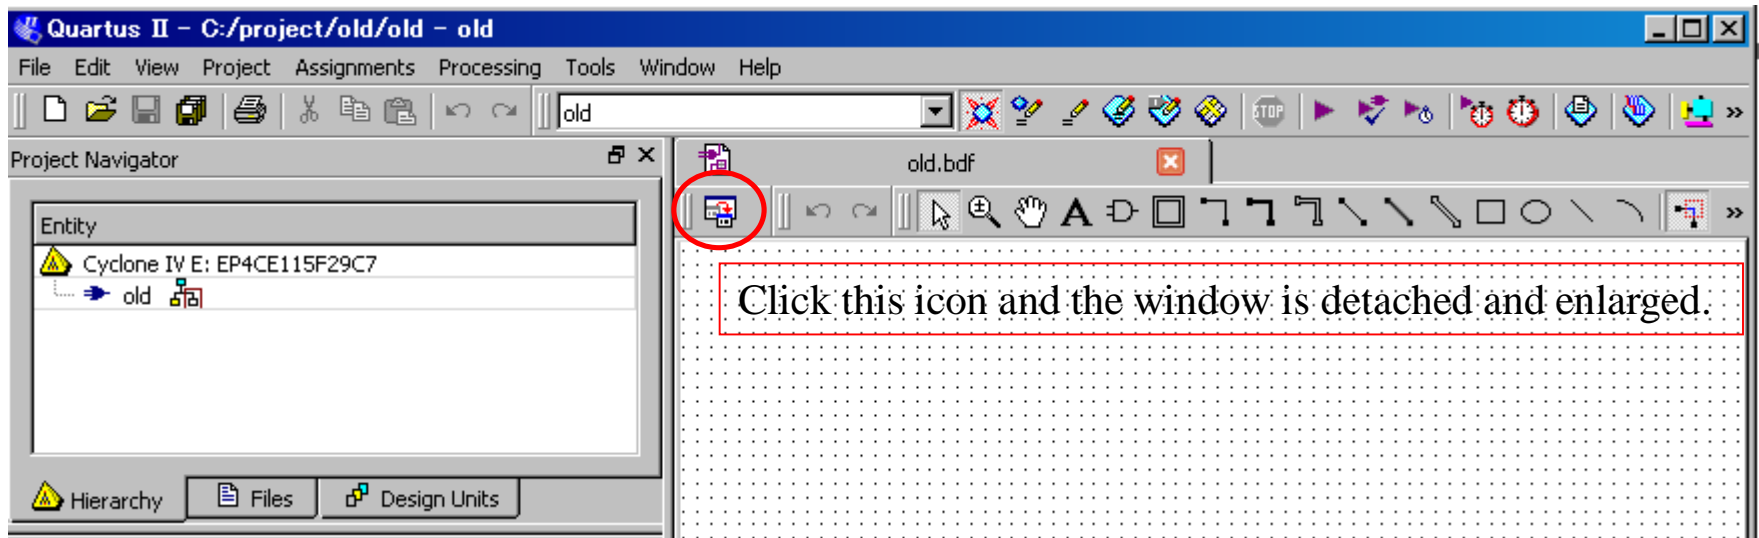 Quartus II - C:/project/old/old - old
File Edit View Project Assignments Processing Tools Window Help
old
STOP
Project Navigator
old.bdf
A
Entity
Cyclone IV E: EP4CE115F29C7
old
Click this icon and the window is detached and enlarged.
Hierarchy Files Design Units